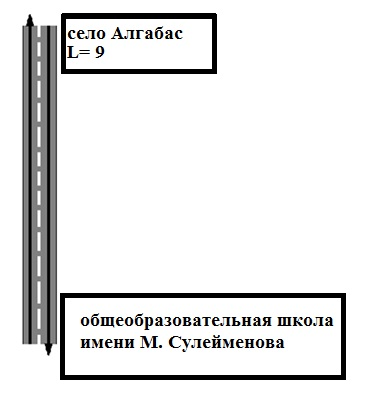 село Алгабас
L= 9
общеобразовательная школа
имени М. Сулейменова